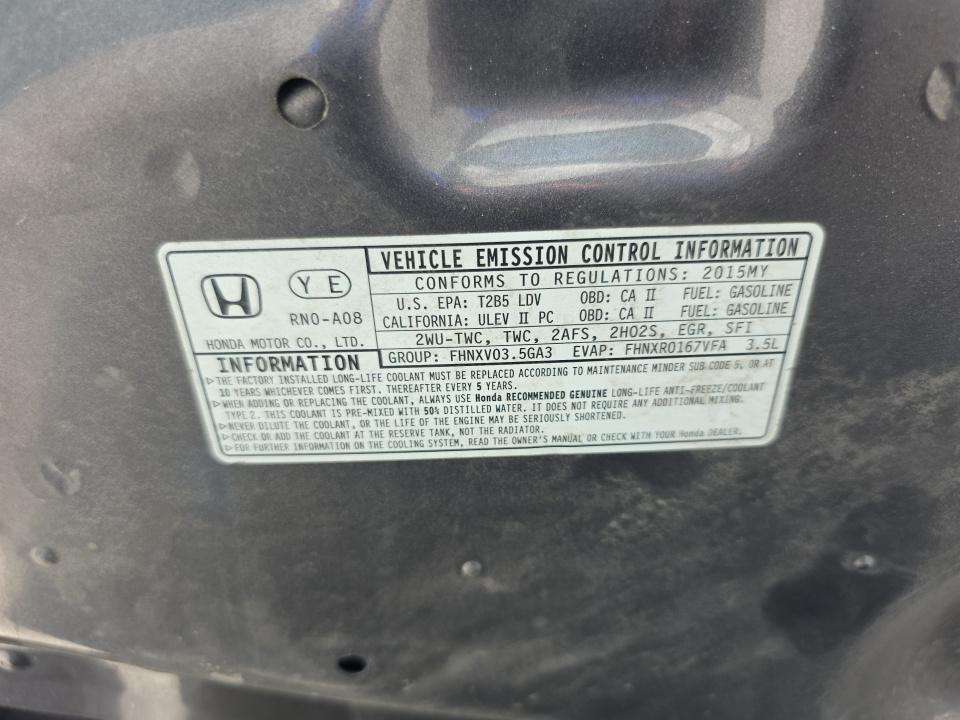 VEHICLE EMISSION CONTROL INFORMATION
CONFORMS TO REGULATIONS: 2015MY
U.S. EPA: T2B5 LDV OBD: CA II FUEL: GASOLINE
CALIFORNIA: ULEV II PC OBD: CA II FUEL: GASOLINE
2WU-TWC, TWC, 2AFS, 2HO2S, EGR, SFI
GROUP: FHNXV03.5GA3 EVAP: FHNXR0167VFA 3.5L
Y E
RN0-A08
HONDA MOTOR CO., LTD.
INFORMATION
▷THE FACTORY INSTALLED LONG-LIFE COOLANT MUST BE REPLACED ACCORDING TO MAINTENANCE MINDER SUB CODE 5, OR AT
10 YEARS WHICHEVER COMES FIRST. THEREAFTER EVERY 5 YEARS.
▷WHEN ADDING OR REPLACING THE COOLANT, ALWAYS USE Honda RECOMMENDED GENUINE LONG-LIFE ANTI-FREEZE/COOLANT
TYPE 2. THIS COOLANT IS PRE-MIXED WITH 50% DISTILLED WATER. IT DOES NOT REQUIRE ANY ADDITIONAL MIXING.
▷NEVER DILUTE THE COOLANT, OR THE LIFE OF THE ENGINE MAY BE SERIOUSLY SHORTENED.
▷CHECK OR ADD THE COOLANT AT THE RESERVE TANK, NOT THE RADIATOR.
▷FOR FURTHER INFORMATION ON THE COOLING SYSTEM, READ THE OWNER'S MANUAL OR CHECK WITH YOUR Honda DEALER.